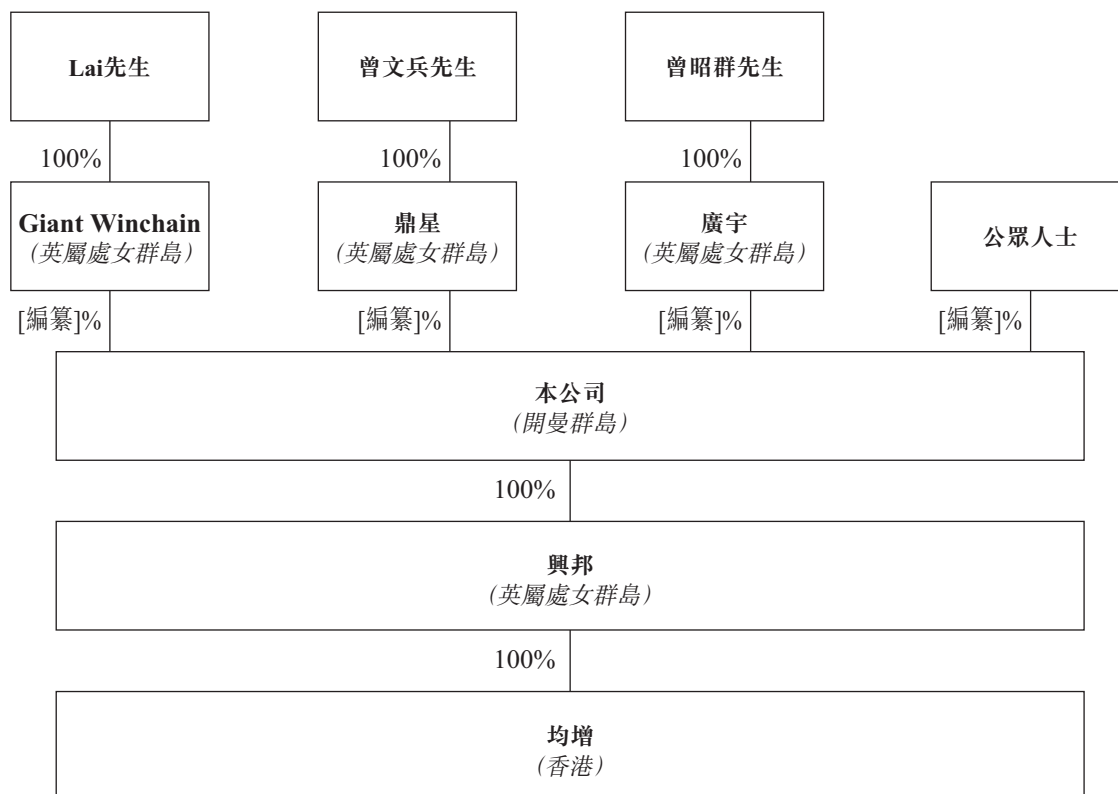 Lai先生
曾文兵先生
曾昭群先生
100%
100%
100%
Giant Winchain
(英屬處女群島)
鼎星
(英屬處女群島)
廣宇
(英屬處女群島)
公眾人士
[編纂]%
[編纂]%
[編纂]%
[編纂]%
本公司
(開曼群島)
100%
興邦
(英屬處女群島)
100%
均增
(香港)